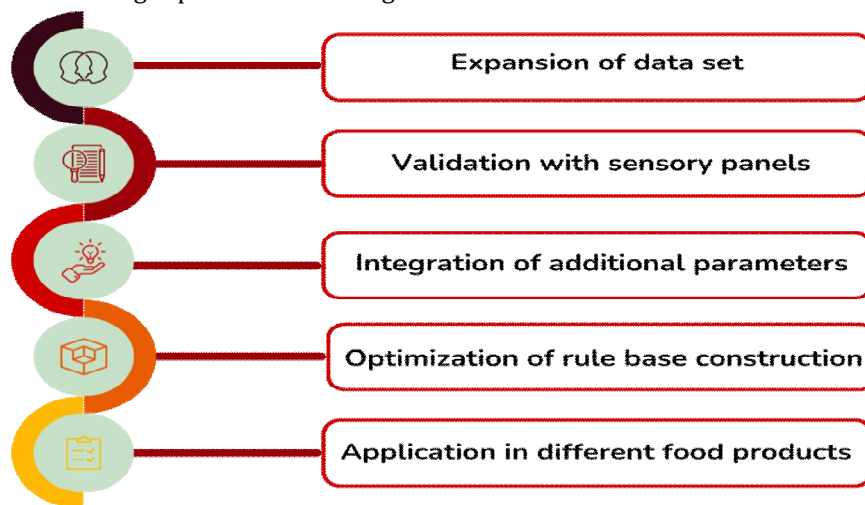 Expansion of data set
Validation with sensory panels
Integration of additional parameters
Optimization of rule base construction
Application in different food products